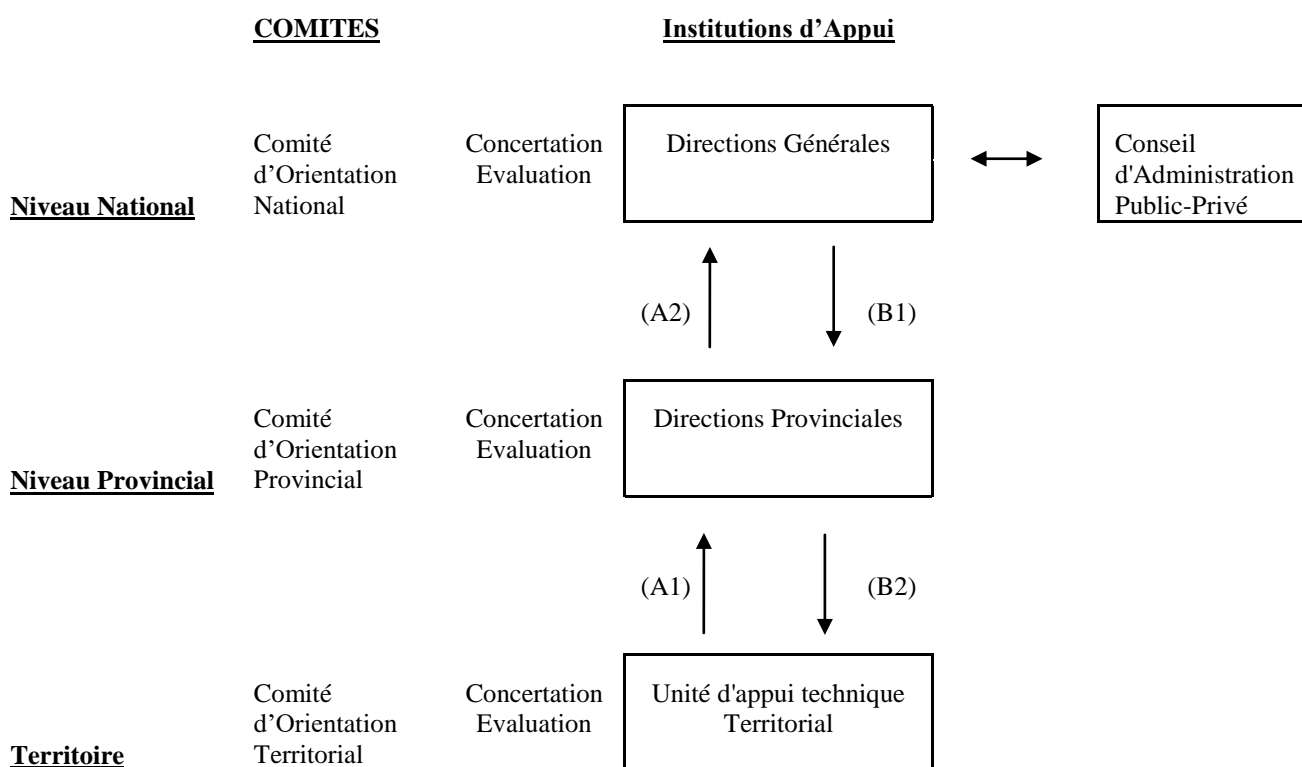 COMITES
Institutions d’Appui
Comité
d’Orientation
National
Concertation
Evaluation
Directions Générales
Conseil
d'Administration
Public-Privé
Niveau National
(A2)
(B1)
Comité
d’Orientation
Provincial
Concertation
Evaluation
Directions Provinciales
Niveau Provincial
(A1)
(B2)
Comité
d’Orientation
Territorial
Concertation
Evaluation
Unité d'appui technique
Territorial
Territoire